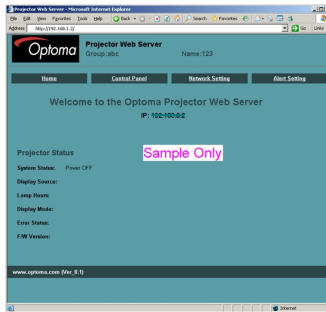 Projector Web Server - Microsoft Internet Explorer
File Edit View Favorites Tools Help Back Search Favorites
Address http://192.168.1.2/ Go Links
Optoma
Projector Web Server
Group:abc Name:123
Home Control Panel Network Setting Alert Setting
Welcome to the Optoma Projector Web Server
IP:
Projector Status
Sample Only
System Status: Power OFF
Display Source:
Lamp Hours:
Display Mode:
Error Status:
F/W Version:
www.optoma.com (Ver_0.1)
Internet